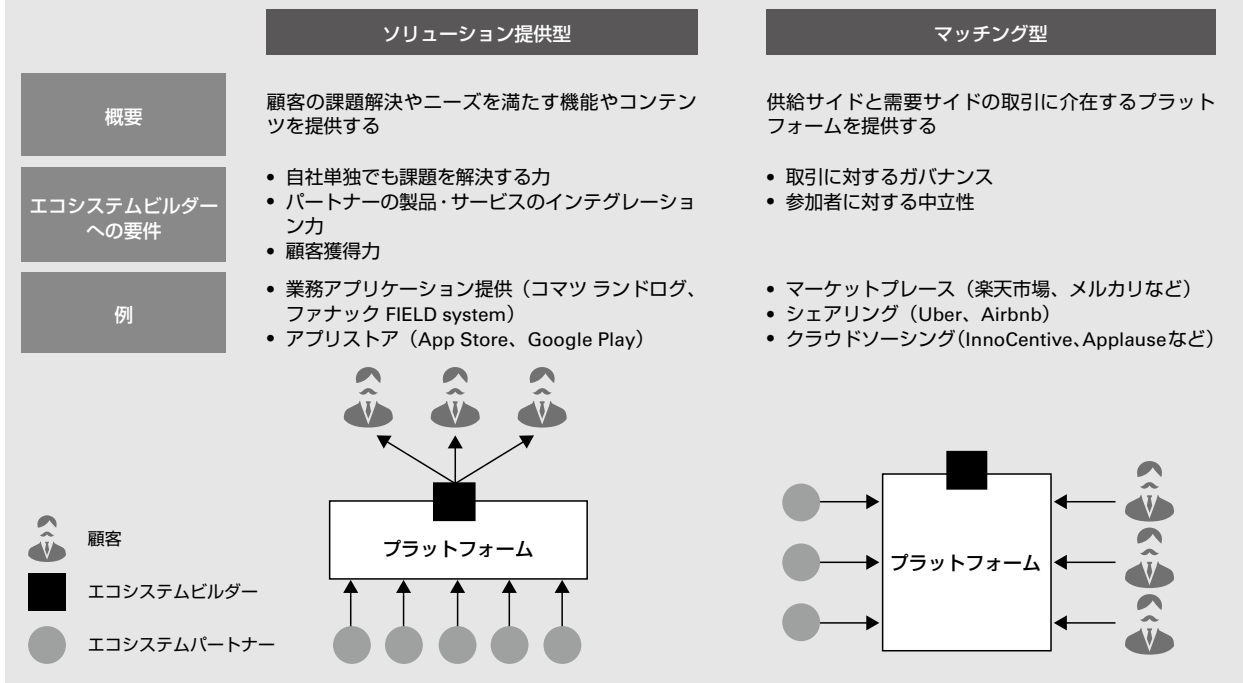 ソリューション提供型
マッチング型
概要
顧客の課題解決やニーズを満たす機能やコンテン
ツを提供する
供給サイドと需要サイドの取引に介在するプラット
フォームを提供する
エコシステムビルダー
への要件
• 自社単独でも課題を解決する力
• パートナーの製品・サービスのインテグレーショ
ン力
• 顧客獲得力
• 取引に対するガバナンス
• 参加者に対する中立性
例
• 業務アプリケーション提供（コマツ ランドログ、
ファナック FIELD system）
• アプリストア（App Store、Google Play）
• マーケットプレース（楽天市場、メルカリなど）
• シェアリング（Uber、Airbnb）
• クラウドソーシング（InnoCentive、Applauseなど）
プラットフォーム
プラットフォーム
顧客
エコシステムビルダー
エコシステムパートナー